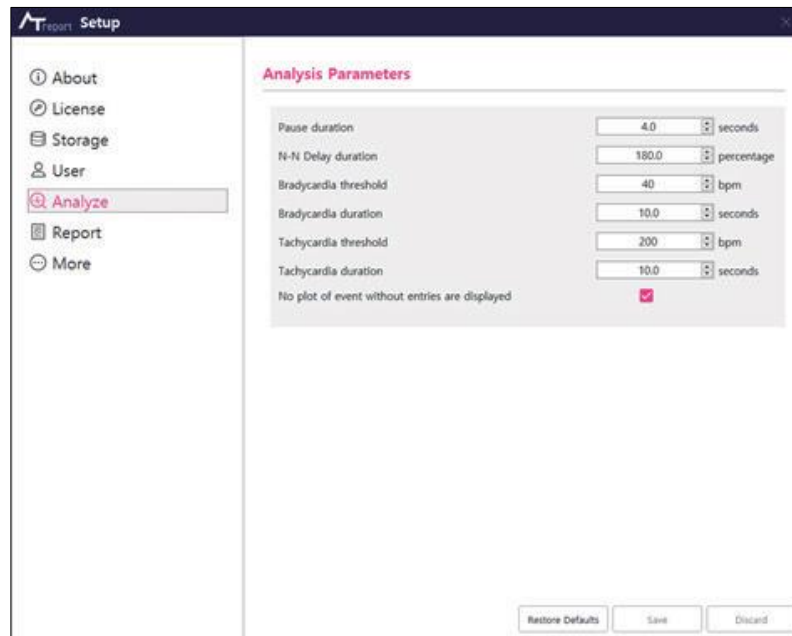 ATreport Setup
About
License
Storage
User
Analyze
Report
More
Analysis Parameters
Pause duration 4.0 seconds
N-N Delay duration 180.0 percentage
Bradycardia threshold 40 bpm
Bradycardia duration 10.0 seconds
Tachycardia threshold 200 bpm
Tachycardia duration 10.0 seconds
No plot of event without entries are displayed
Restore Defaults Save Discard